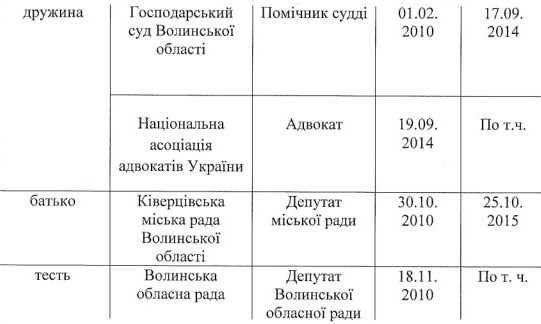 дружина
Господарський
суд Волинської
області
Помічник судді
01.02.
2010
17.09.
2014
Національна
асоціація
адвокатів України
Адвокат
19.09.
2014
По т.ч.
батько
Ківерцівська
міська рада
Волинської
області
Депутат
міської ради
30.10.
2010
25.10.
2015
тесть
Волинська
обласна рада
Депутат
Волинської
обласної ради
18.11.
2010
По т. ч.